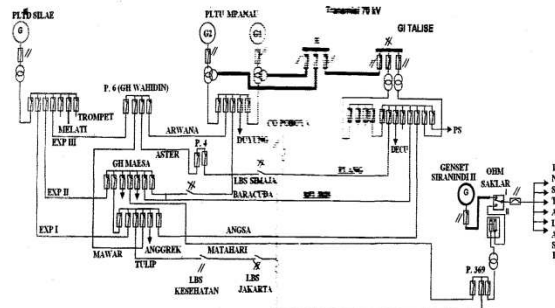 PLTD SILAE
PLTU MPANAU
Transmisi 70 kV
GI TALISE
G
G2
G1
P. 6 (GH WAHIDIN)
TROMPET
MELATI
EXP III
ARWANA
ASTER
P. 4
DUYUNG
DECU
PS
ELANG
LBS SIMAJA
GH MAESA
EXP II
BARACUDA
GENSET
SIRANINDI II
OHM
SAKLAR
G
EXP I
ANGSA
MAWAR
ANGGREK
TULIP
MATAHARI
LBS
KESEHATAN
LBS
JAKARTA
P. 369